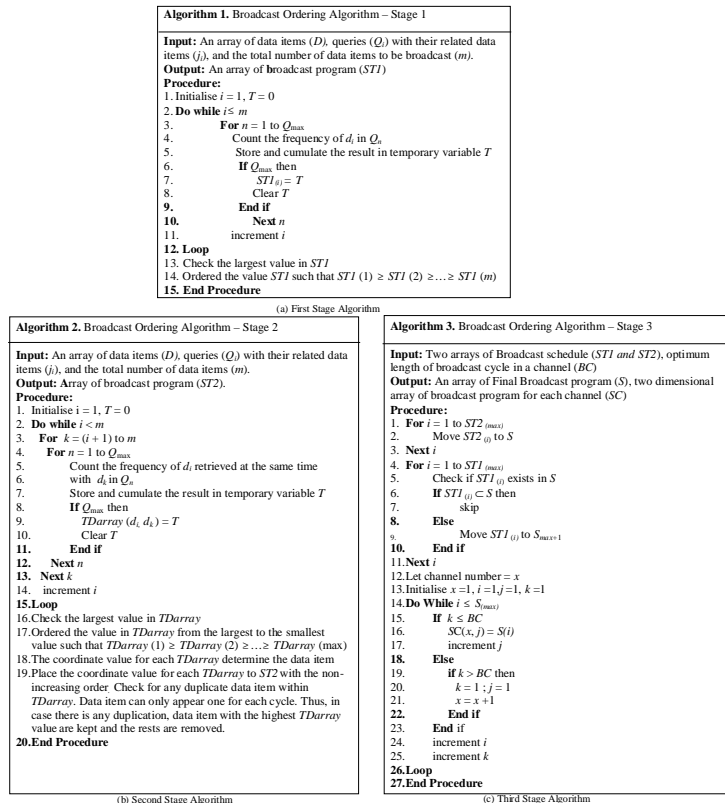 Algorithm 1. Broadcast Ordering Algorithm – Stage 1
Input: An array of data items (D), queries (Qi) with their related data
items (ji), and the total number of data items to be broadcast (m).
Output: An array of broadcast program (ST1)
Procedure:
1. Initialise i = 1, T = 0
2. Do while i ≤ m
3. For n = 1 to Qmax
4. Count the frequency of di in Qn
5. Store and cumulate the result in temporary variable T
6. If Qmax then
7. ST1(i) = T
8. Clear T
9. End if
10. Next n
11. increment i
12. Loop
13. Check the largest value in ST1
14. Ordered the value ST1 such that ST1 (1) ≥ ST1 (2) ≥…≥ ST1 (m)
15. End Procedure
(a) First Stage Algorithm
Algorithm 2. Broadcast Ordering Algorithm – Stage 2
Input: An array of data items (D), queries (Qi) with their related data
items (ji), and the total number of data items (m).
Output: Array of broadcast program (ST2).
Procedure:
1. Initialise i = 1, T = 0
2. Do while i < m
3. For k = (i + 1) to m
4. For n = 1 to Qmax
5. Count the frequency of di retrieved at the same time
6. with dk in Qn
7. Store and cumulate the result in temporary variable T
8. If Qmax then
9. TDarray (di, dk) = T
10. Clear T
11. End if
12. Next n
13. Next k
14. increment i
15.Loop
16.Check the largest value in TDarray
17.Ordered the value in TDarray from the largest to the smallest
value such that TDarray (1) ≥ TDarray (2) ≥…≥ TDarray (max)
18.The coordinate value for each TDarray determine the data item
19.Place the coordinate value for each TDarray to ST2 with the non-
increasing order. Check for any duplicate data item within
TDarray. Data item can only appear one for each cycle. Thus, in
case there is any duplication, data item with the highest TDarray
value are kept and the rests are removed.
20.End Procedure
(b) Second Stage Algorithm
Algorithm 3. Broadcast Ordering Algorithm – Stage 3
Input: Two arrays of Broadcast schedule (ST1 and ST2), optimum
length of broadcast cycle in a channel (BC)
Output: An array of Final Broadcast program (S), two dimensional
array of broadcast program for each channel (SC)
Procedure:
1. For i = 1 to ST2 (max)
2. Move ST2 (i) to S
3. Next i
4. For i = 1 to ST1 (max)
5. Check if ST1 (i) exists in S
6. If ST1 (i) ⊂ S then
7. skip
8. Else
9. Move ST1 (i) to Smax+1
10. End if
11.Next i
12.Let channel number = x
13.Initialise x =1, i =1,j =1, k =1
14.Do While i ≤ S(max)
15. If k ≤ BC
16. SC(x, j) = S(i)
17. increment j
18. Else
19. if k > BC then
20. k = 1 ; j = 1
21. x = x +1
22. End if
23. End if
24. increment i
25. increment k
26.Loop
27.End Procedure
(c) Third Stage Algorithm